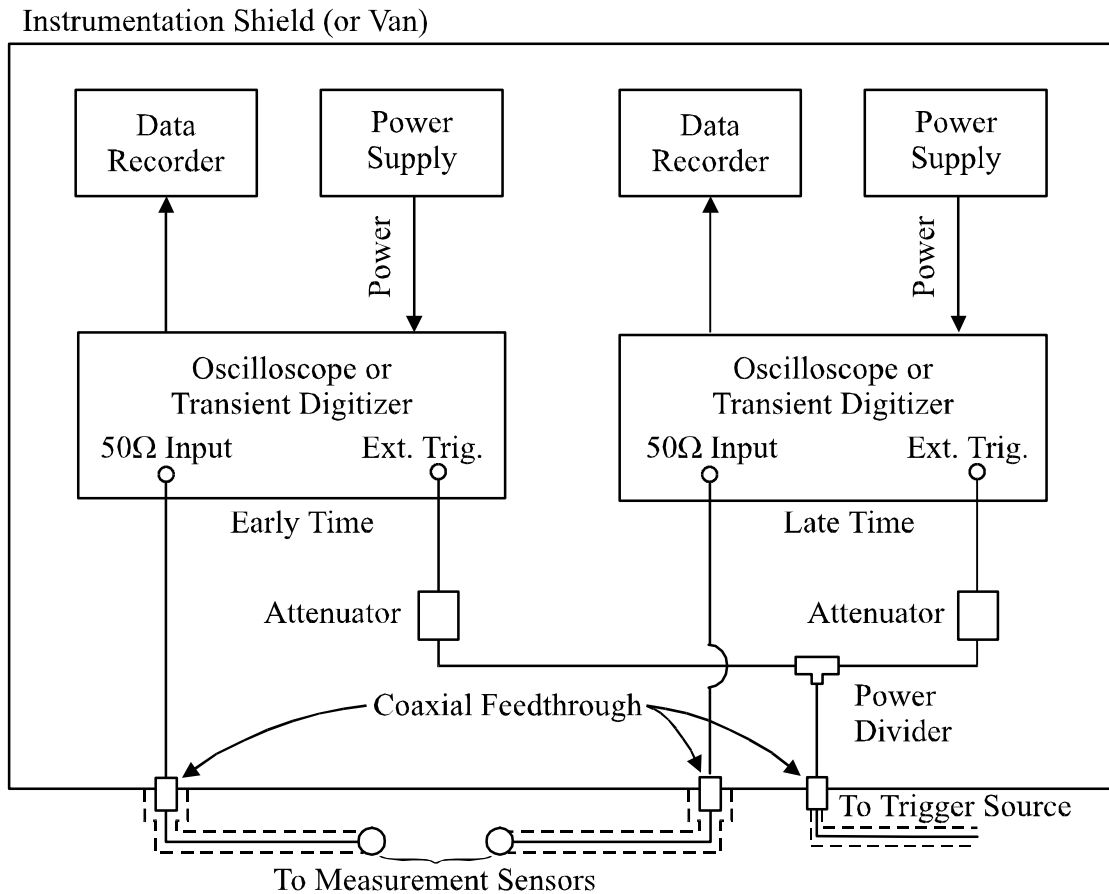 Instrumentation Shield (or Van)
Data
Recorder
Power
Supply
Data
Recorder
Power
Supply
Power
Power
Oscilloscope or
Transient Digitizer
50Ω Input
Ext. Trig.
Oscilloscope or
Transient Digitizer
50Ω Input
Ext. Trig.
Early Time
Late Time
Attenuator
Attenuator
Coaxial Feedthrough
Power
Divider
To Trigger Source
To Measurement Sensors